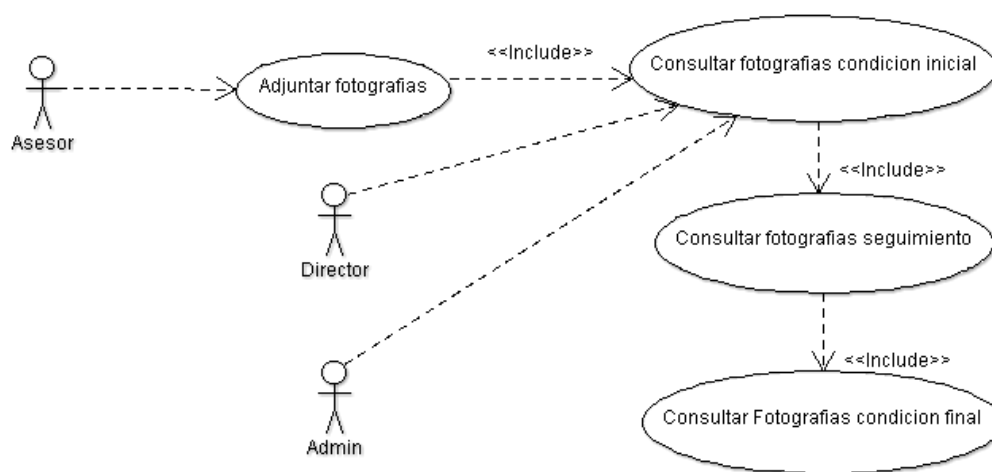 <<Include>>
Consultar fotografias condicion inicial
Adjuntar fotografias
Asesor
<<Include>>
Consultar fotografias seguimiento
Director
<<Include>>
Consultar Fotografias condicion final
Admin